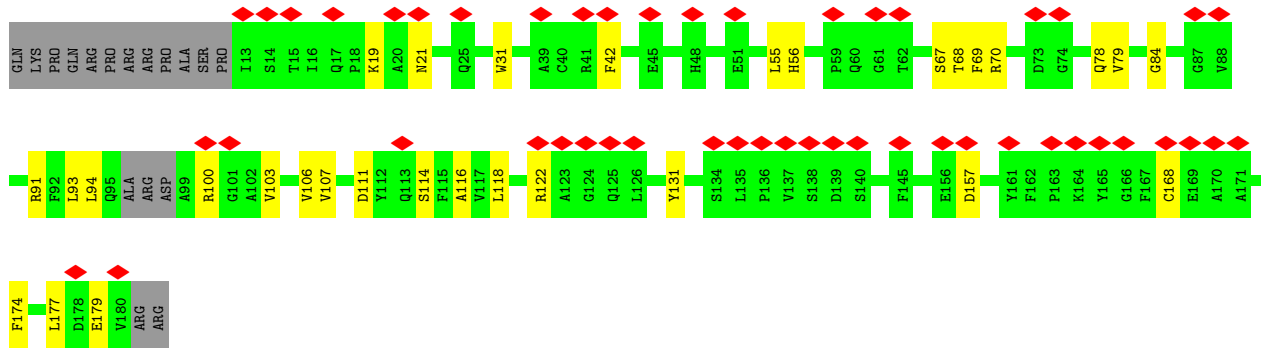 GLN LYS PRO GLN ARG PRO ARG ARG PRO ALA SER PRO I13 S14 T15 I16 Q17 P18 K19 A20 N21 Q25 W31 A39 C40 R41 F42 E45 H48 E51 L55 H56 P59 Q60 G61 T62 S67 T68 F69 R70 D73 G74 Q78 V79 G84 G87 V88
R91 F92 L93 L94 Q95 ALA ARG ASP A99 R100 G101 A102 V103 V106 V107 D111 Y112 Q113 S114 F115 A116 V117 L118 R122 A123 G124 Q125 L126 Y131 S134 L135 P136 V137 S138 D139 S140 F145 E156 D157 Y161 F162 P163 K164 Y165 G166 F167 C168 E169 A170 A171
F174 L177 D178 E179 V180 ARG ARG